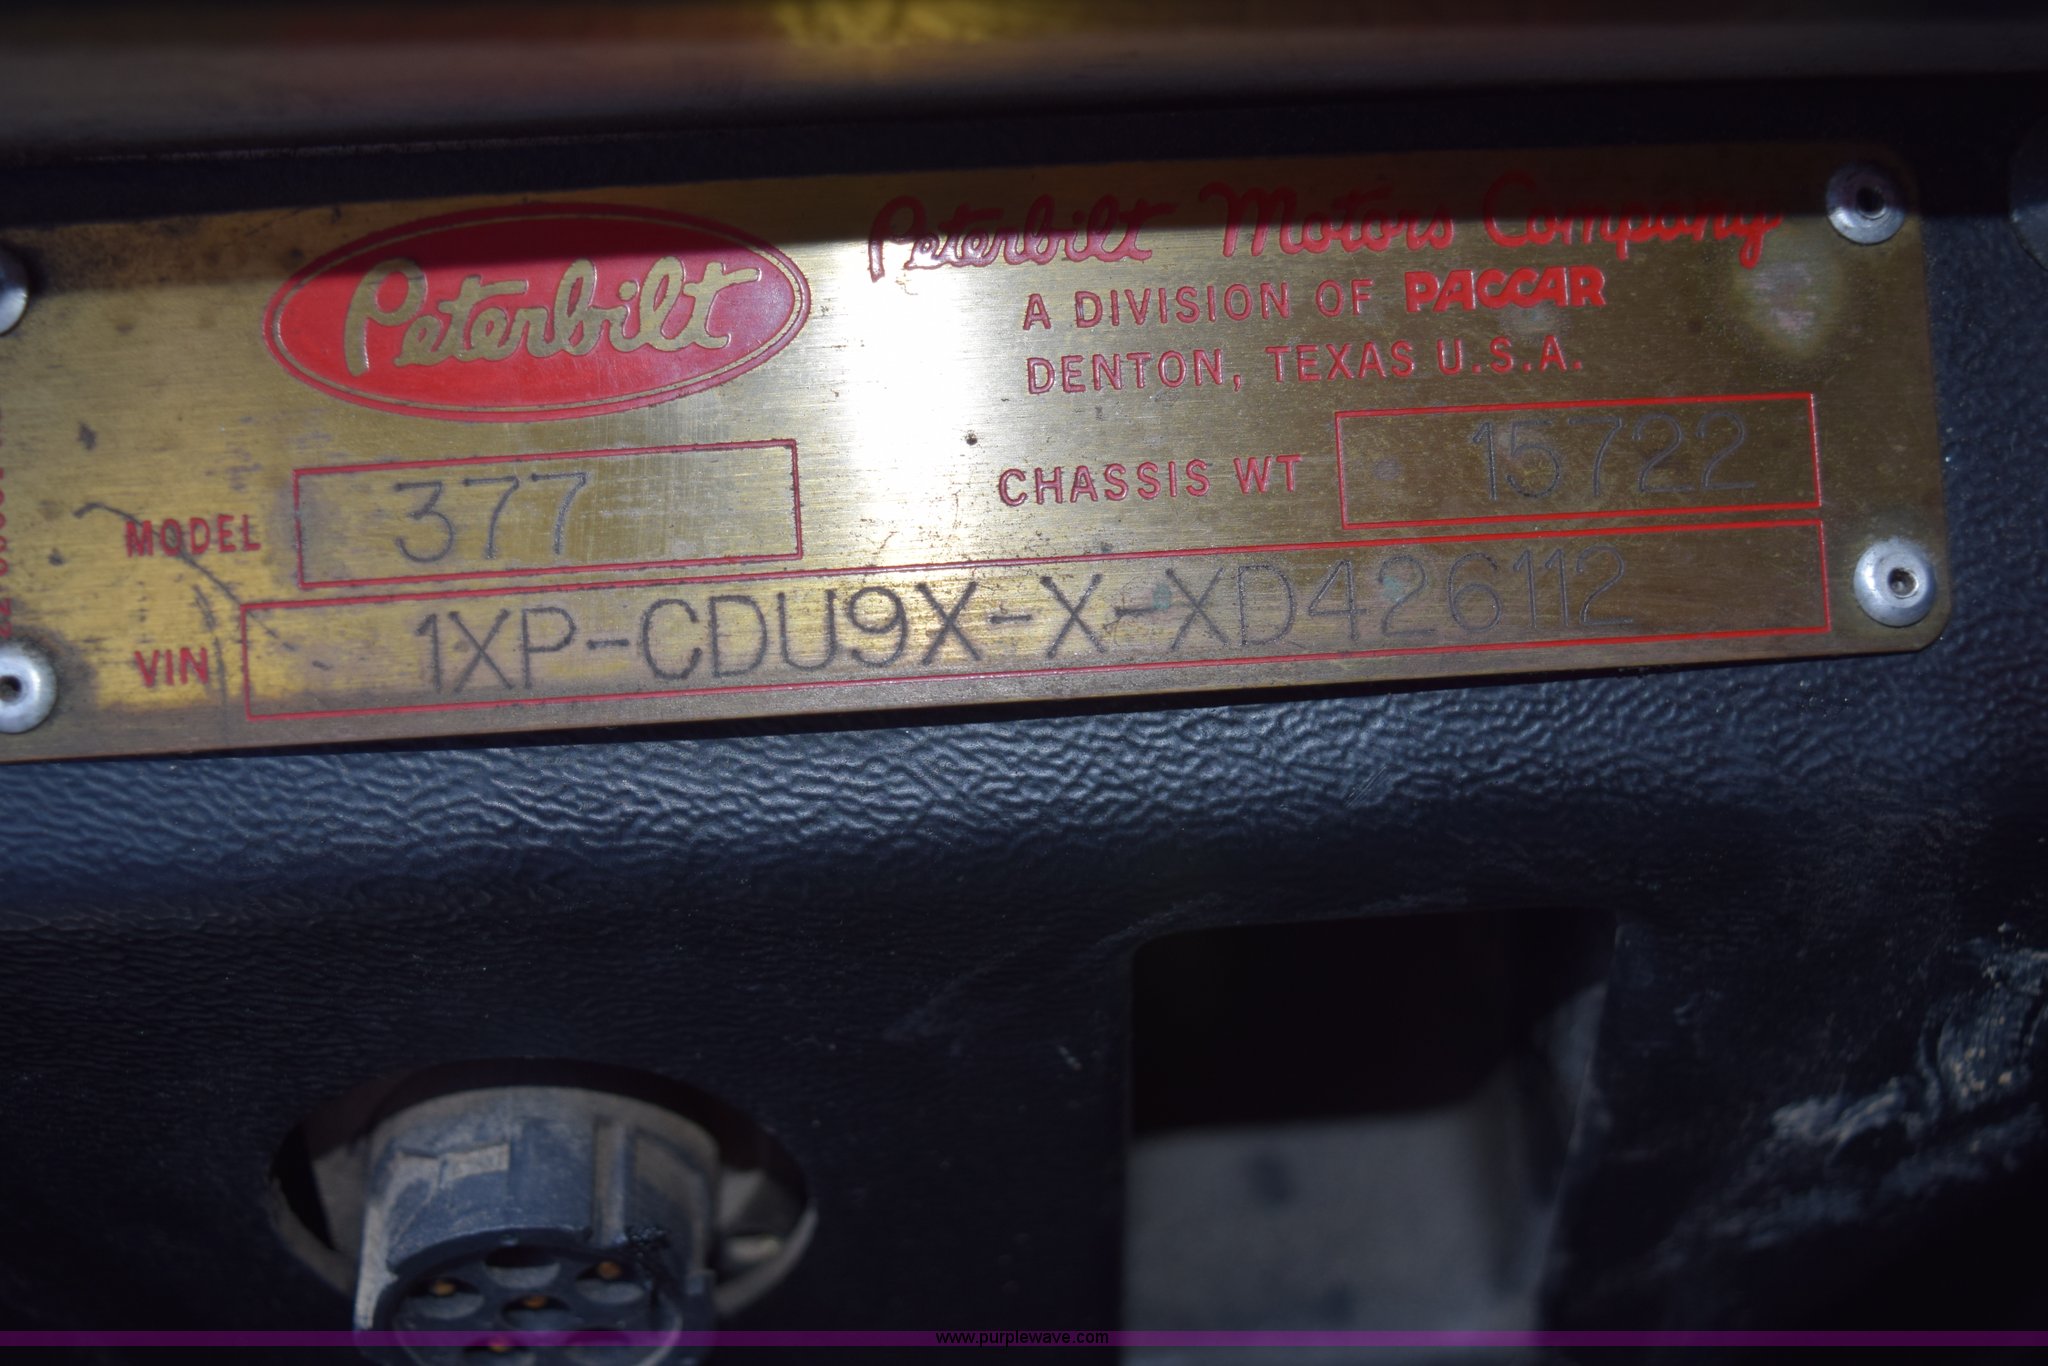 Peterbilt
Peterbilt Motors Company
A DIVISION OF PACCAR
DENTON, TEXAS U.S.A.
MODEL 377
CHASSIS WT 15722
VIN 1XP-CDU9X-X-XD426112
www.purplewave.com